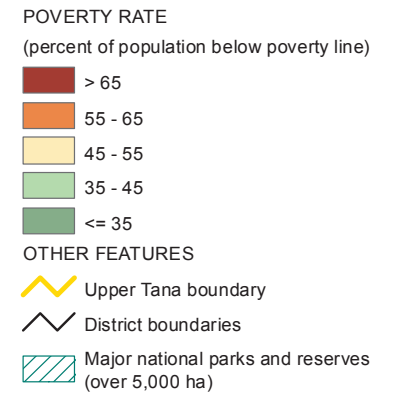 POVERTY RATE
(percent of population below poverty line)
> 65
55 - 65
45 - 55
35 - 45
<= 35
OTHER FEATURES
Upper Tana boundary
District boundaries
Major national parks and reserves
(over 5,000 ha)